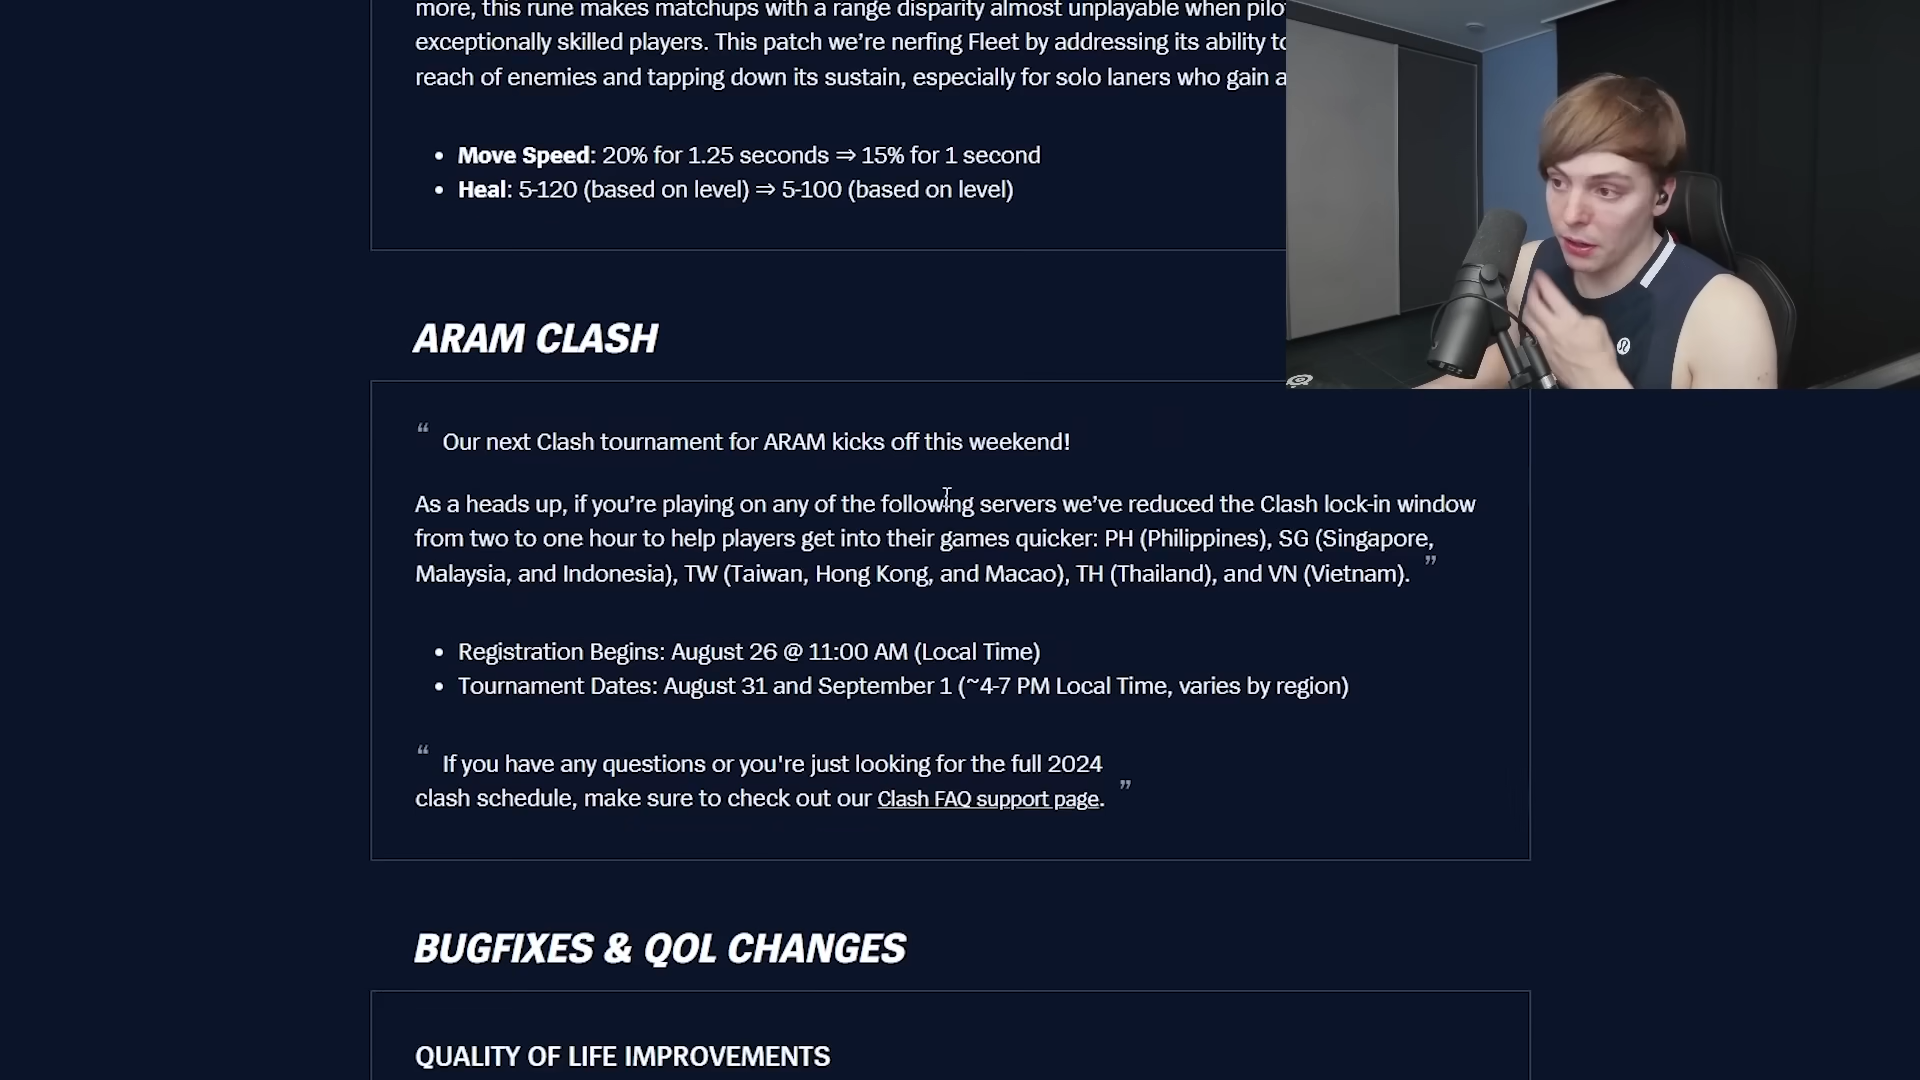 more, this rune makes matchups with a range disparity almost unplayable when
exceptionally skilled players. This patch we're nerfing Fleet by addressing its ability
reach of enemies and tapping down its sustain, especially for solo laners who gain
• Move Speed: 20% for 1.25 seconds ⇒ 15% for 1 second
• Heal: 5-120 (based on level) ⇒ 5-100 (based on level)
ARAM CLASH
“ Our next Clash tournament for ARAM kicks off this weekend!
As a heads up, if you’re playing on any of the following servers we’ve reduced the Clash lock-in window
from two to one hour to help players get into their games quicker: PH (Philippines), SG (Singapore,
Malaysia, and Indonesia), TW (Taiwan, Hong Kong, and Macao), TH (Thailand), and VN (Vietnam). ”
• Registration Begins: August 26 @ 11:00 AM (Local Time)
• Tournament Dates: August 31 and September 1 (~4-7 PM Local Time, varies by region)
“ If you have any questions or you're just looking for the full 2024
clash schedule, make sure to check out our Clash FAQ support page. ”
BUGFIXES & QOL CHANGES
QUALITY OF LIFE IMPROVEMENTS